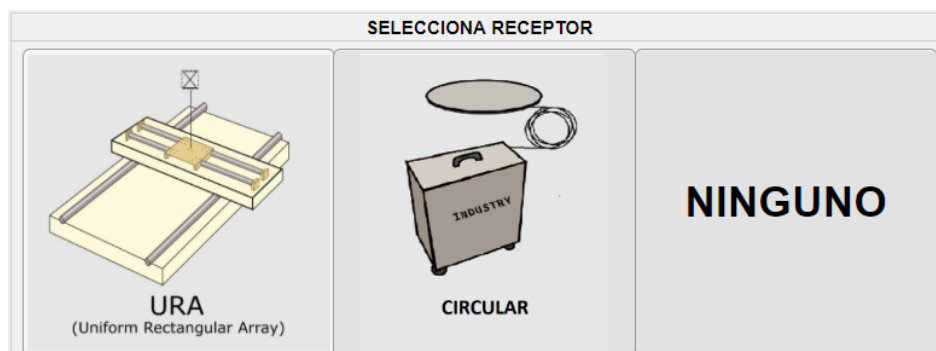 SELECCIONA RECEPTOR
INDUSTRY
NINGUNO
URA
(Uniform Rectangular Array)
CIRCULAR